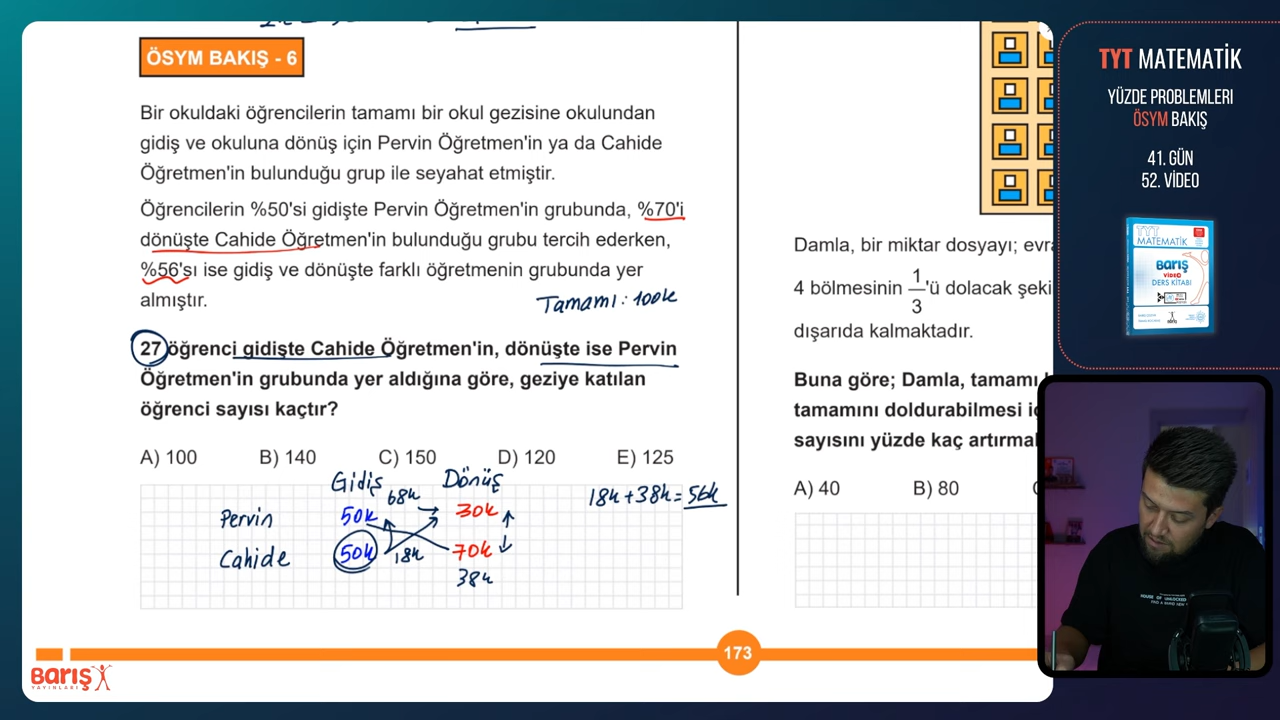 ÖSYM BAKIŞ - 6
Bir okuldaki öğrencilerin tamamı bir okul gezisine okulundan
gidiş ve okuluna dönüş için Pervin Öğretmen'in ya da Cahide
Öğretmen'in bulunduğu grup ile seyahat etmiştir.
Öğrencilerin %50'si gidişte Pervin Öğretmen'in grubunda, %70'i
dönüşte Cahide Öğretmen'in bulunduğu grubu tercih ederken,
%56'sı ise gidiş ve dönüşte farklı öğretmenin grubunda yer
almıştır.
Tamamı : 100k
27 öğrenci gidişte Cahide Öğretmen'in, dönüşte ise Pervin
Öğretmen'in grubunda yer aldığına göre, geziye katılan
öğrenci sayısı kaçtır?
A) 100 B) 140 C) 150 D) 120 E) 125
Gidiş Dönüş
68k
18k+38k=56k
Pervin 50k 30k
Cahide 50k 18k 70k
38k
173
BARIŞ
YAYINLARI
Damla, bir miktar dosyayı; evr
4 bölmesinin 1/3'ü dolacak şeki
dışarıda kalmaktadır.
Buna göre; Damla, tamamı
tamamını doldurabilmesi iç
sayısını yüzde kaç artırmal
A) 40 B) 80
TYT MATEMATİK
YÜZDE PROBLEMLERI
ÖSYM BAKIŞ
41. GÜN
52. VİDEO
TYT
MATEMATİK
BARIŞ
VİDEO
DERS KİTABI